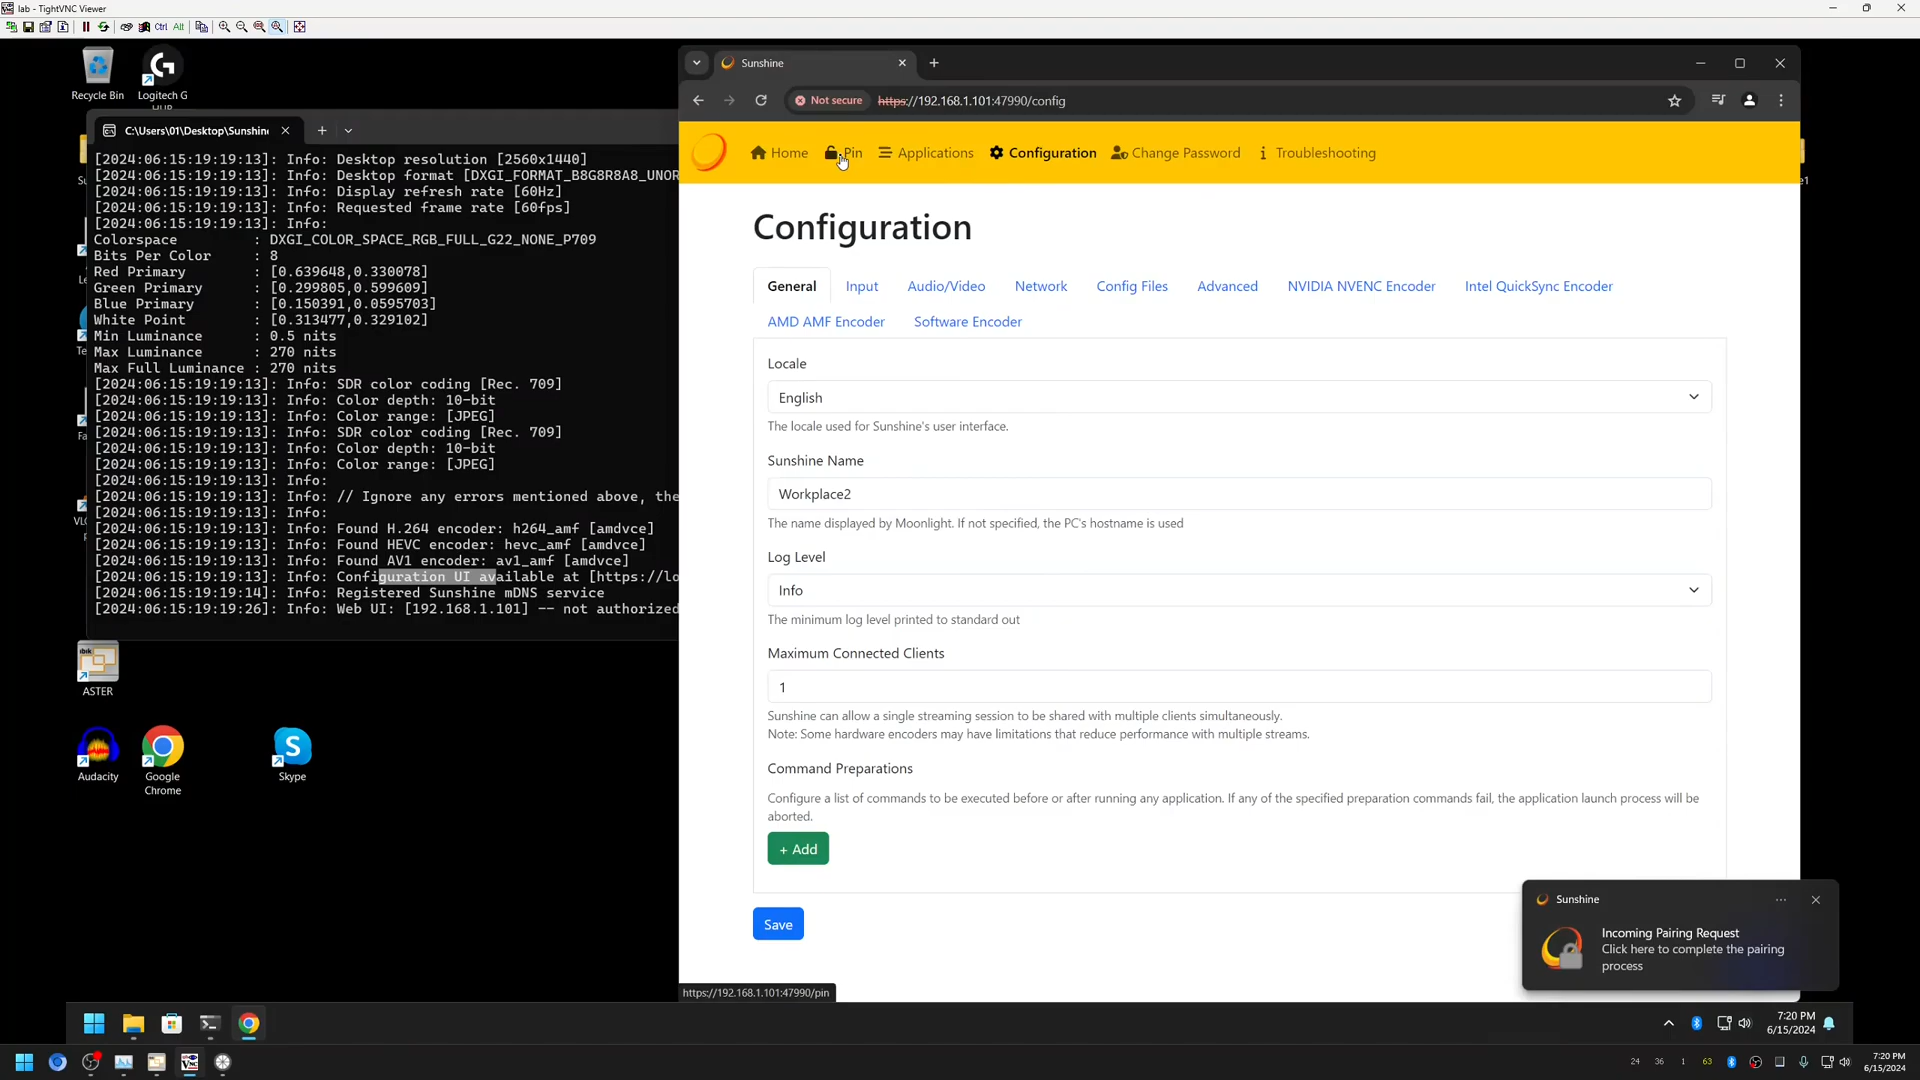 lab - TightVNC Viewer
Ctrl Alt
Recycle Bin
Logitech G
HUB
C:\Users\01\Desktop\Sunshin
[2024:06:15:19:19:13]: Info: Desktop resolution [2560x1440]
[2024:06:15:19:19:13]: Info: Desktop format [DXGI_FORMAT_B8G8R8A8_UNOR
[2024:06:15:19:19:13]: Info: Display refresh rate [60Hz]
[2024:06:15:19:19:13]: Info: Requested frame rate [60fps]
[2024:06:15:19:19:13]: Info:
Colorspace : DXGI_COLOR_SPACE_RGB_FULL_G22_NONE_P709
Bits Per Color : 8
Red Primary : [0.639648,0.330078]
Green Primary : [0.299805,0.599609]
Blue Primary : [0.150391,0.0595703]
White Point : [0.313477,0.329102]
Min Luminance : 0.5 nits
Max Luminance : 270 nits
Max Full Luminance : 270 nits
[2024:06:15:19:19:13]: Info: SDR color coding [Rec. 709]
[2024:06:15:19:19:13]: Info: Color depth: 10-bit
[2024:06:15:19:19:13]: Info: Color range: [JPEG]
[2024:06:15:19:19:13]: Info: SDR color coding [Rec. 709]
[2024:06:15:19:19:13]: Info: Color depth: 10-bit
[2024:06:15:19:19:13]: Info: Color range: [JPEG]
[2024:06:15:19:19:13]: Info:
[2024:06:15:19:19:13]: Info: // Ignore any errors mentioned above, the
[2024:06:15:19:19:13]: Info:
[2024:06:15:19:19:13]: Info: Found H.264 encoder: h264_amf [amdvce]
[2024:06:15:19:19:13]: Info: Found HEVC encoder: hevc_amf [amdvce]
[2024:06:15:19:19:13]: Info: Found AV1 encoder: av1_amf [amdvce]
[2024:06:15:19:19:13]: Info: Configuration UI available at [https://lo
[2024:06:15:19:19:14]: Info: Registered Sunshine mDNS service
[2024:06:15:19:19:26]: Info: Web UI: [192.168.1.101] -- not authorized
ibik
ASTER
Audacity
Google
Chrome
Skype
Sunshine
Not secure
https://192.168.1.101:47990/config
Home
Pin
Applications
Configuration
Change Password
Troubleshooting
Configuration
General
Input
Audio/Video
Network
Config Files
Advanced
NVIDIA NVENC Encoder
Intel QuickSync Encoder
AMD AMF Encoder
Software Encoder
Locale
English
The locale used for Sunshine's user interface.
Sunshine Name
Workplace2
The name displayed by Moonlight. If not specified, the PC's hostname is used
Log Level
Info
The minimum log level printed to standard out
Maximum Connected Clients
1
Sunshine can allow a single streaming session to be shared with multiple clients simultaneously.
Note: Some hardware encoders may have limitations that reduce performance with multiple streams.
Command Preparations
Configure a list of commands to be executed before or after running any application. If any of the specified preparation commands fail, the application launch process will be
aborted.
+ Add
Save
https://192.168.1.101:47990/pin
Sunshine
Incoming Pairing Request
Click here to complete the pairing
process
7:20 PM
6/15/2024
24 36 1 63
7:20 PM
6/15/2024